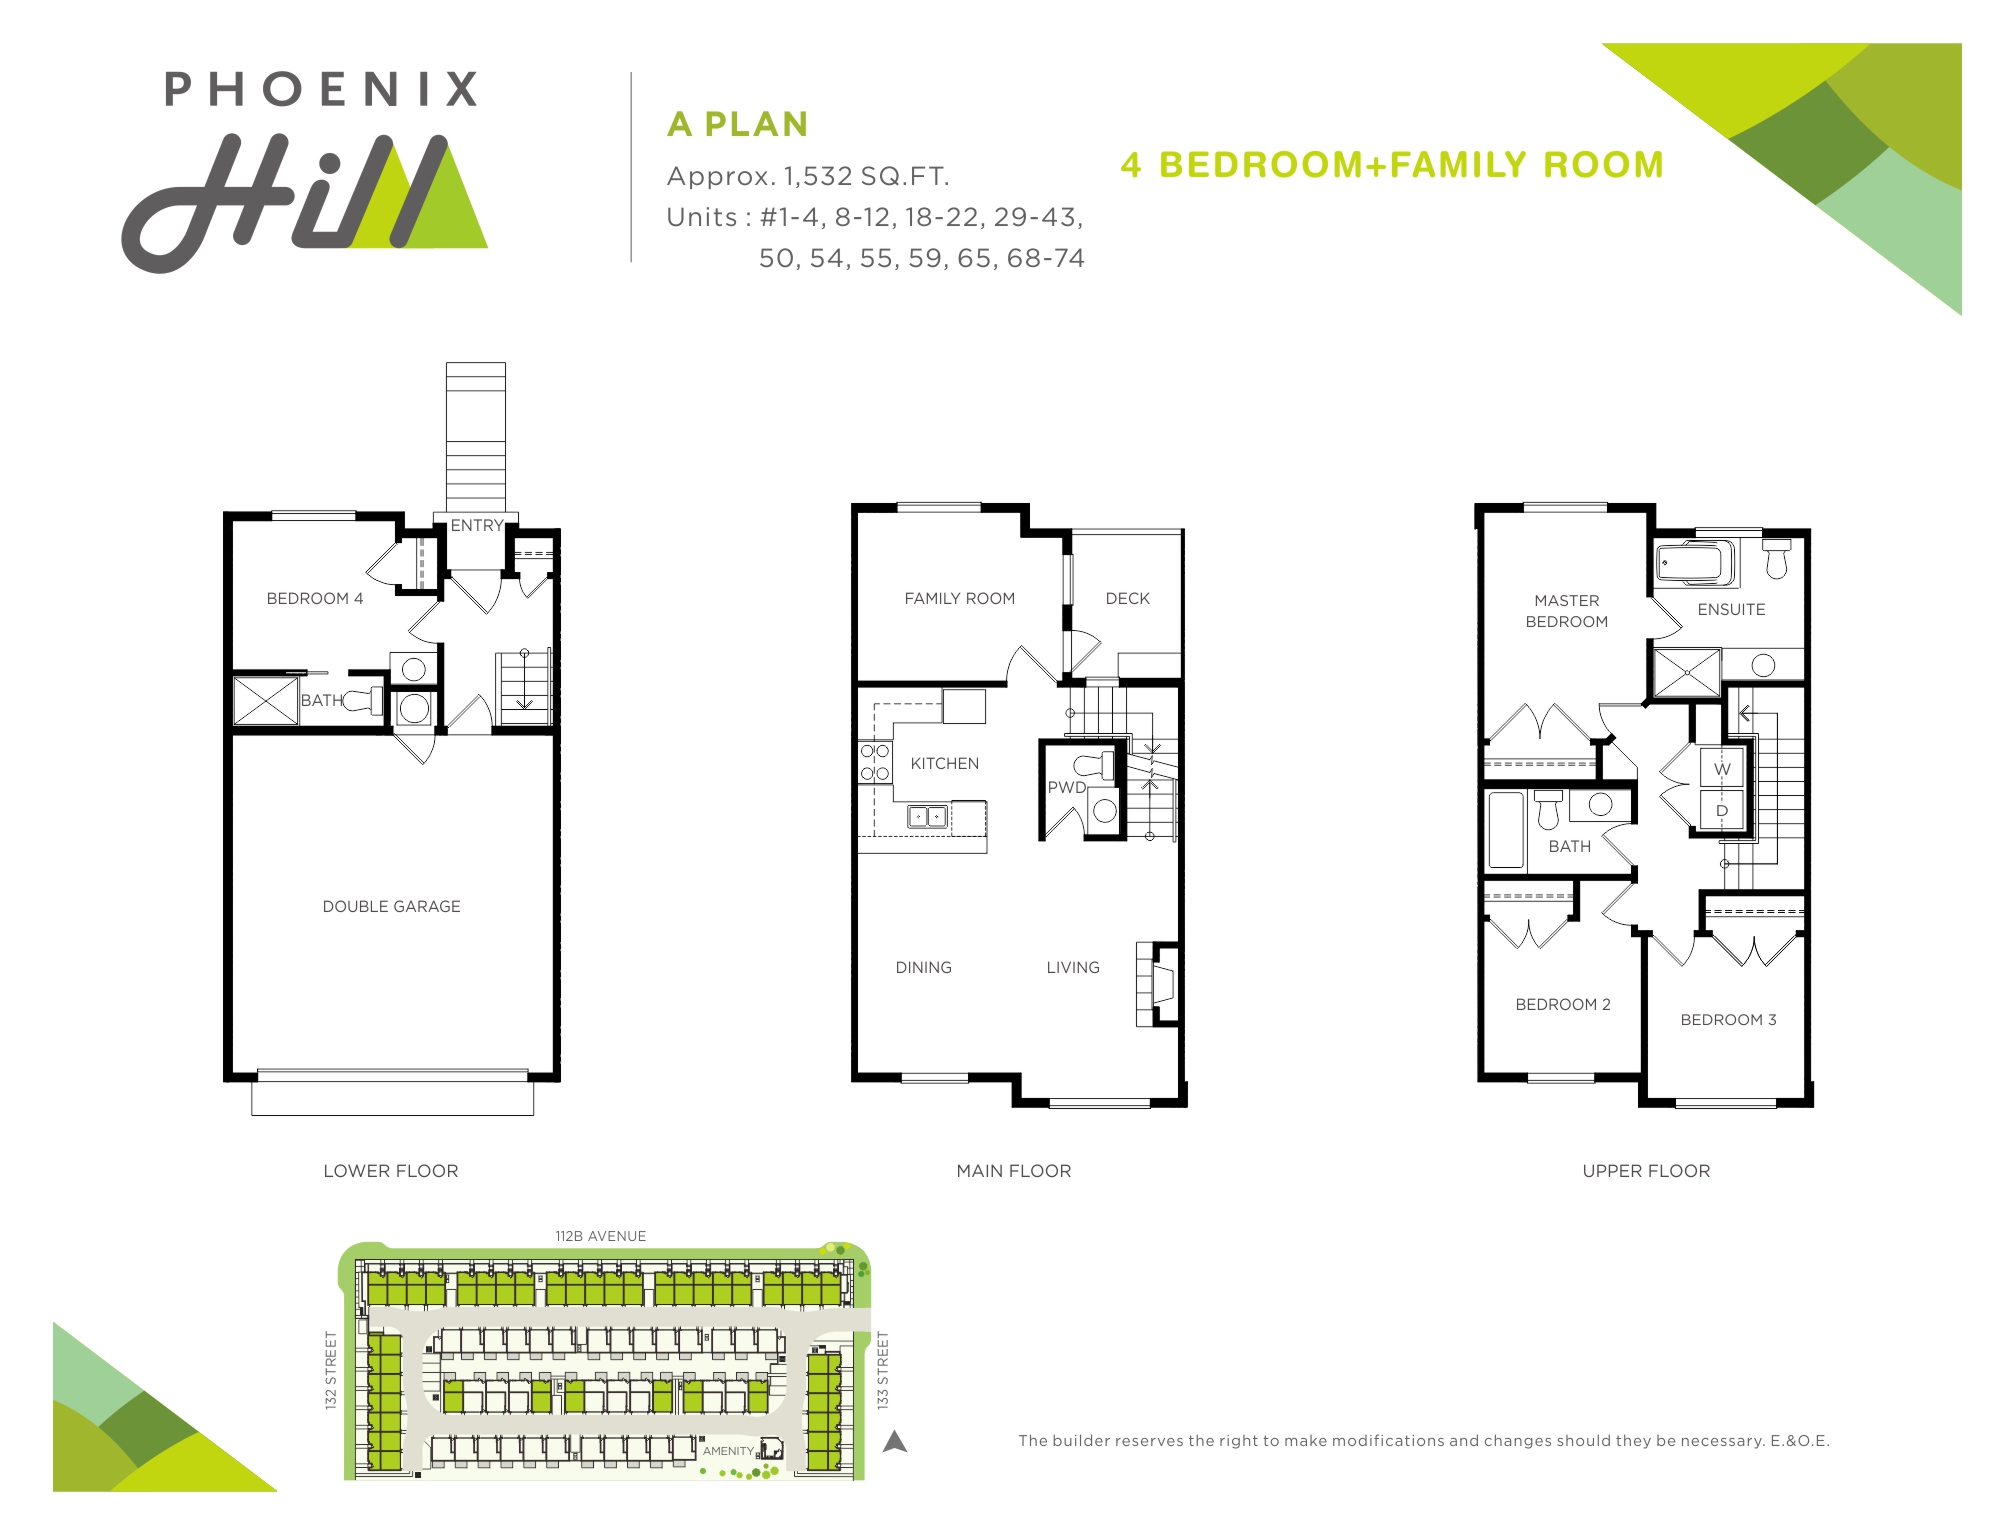 PHOENIX
Hill
A PLAN
Approx. 1,532 SQ.FT.
Units : #1-4, 8-12, 18-22, 29-43,
50, 54, 55, 59, 65, 68-74
4 BEDROOM+FAMILY ROOM
ENTRY
BEDROOM 4
BATH
DOUBLE GARAGE
LOWER FLOOR
FAMILY ROOM
DECK
KITCHEN
PWD
DINING
LIVING
MAIN FLOOR
MASTER
BEDROOM
ENSUITE
W
D
BATH
BEDROOM 2
BEDROOM 3
UPPER FLOOR
112B AVENUE
132 STREET
133 STREET
AMENITY
The builder reserves the right to make modifications and changes should they be necessary. E.&O.E.